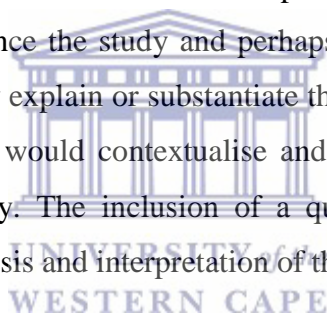 nce the study and perhaps
explain or substantiate th
would contextualise and
y. The inclusion of a qu
UNIVERSITY of the
sis and interpretation of th
WESTERN CAPE